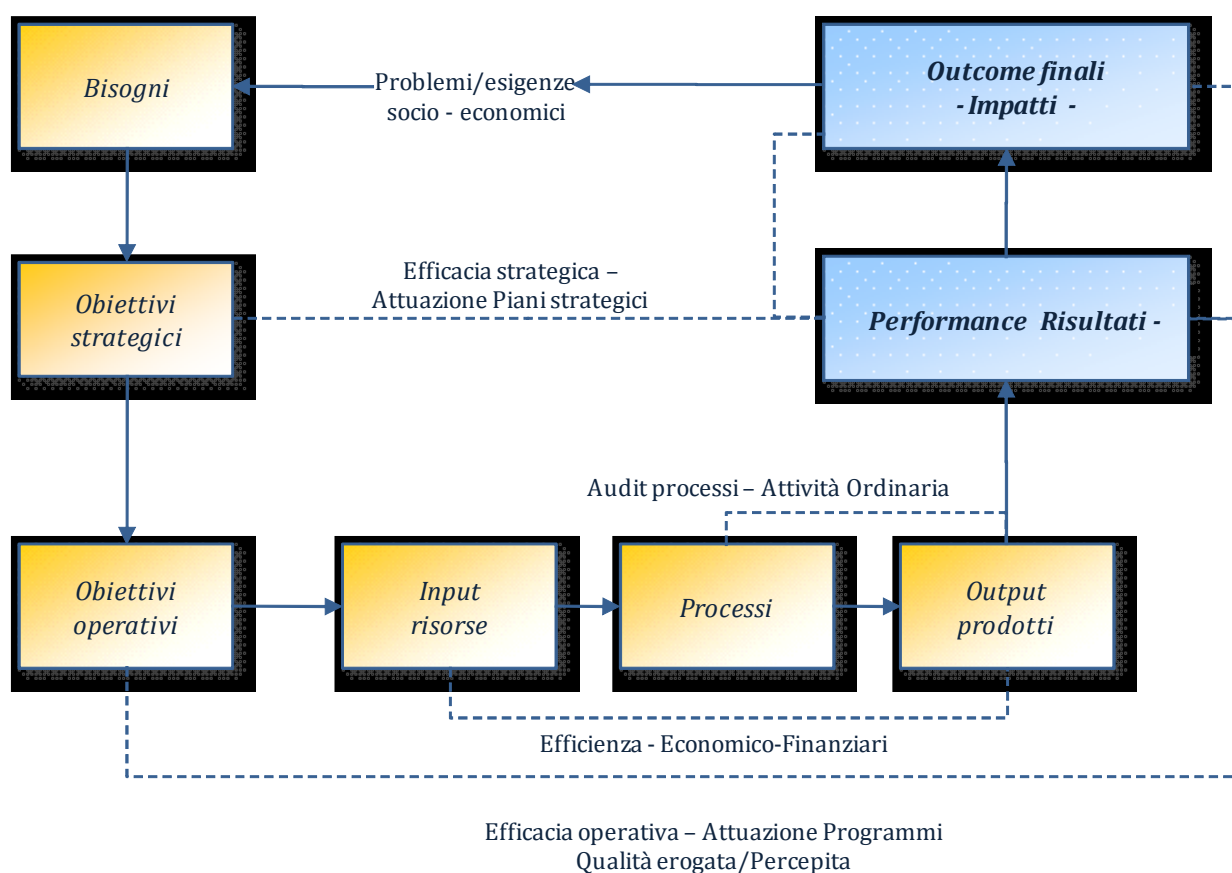 Bisogni
Problemi/esigenze
socio - economici
Outcome finali
- Impatti -
Obiettivi
strategici
Efficacia strategica –
Attuazione Piani strategici
Performance Risultati -
Audit processi – Attività Ordinaria
Obiettivi
operativi
Input
risorse
Processi
Output
prodotti
Efficienza - Economico-Finanziari
Efficacia operativa – Attuazione Programmi
Qualità erogata/Percepita